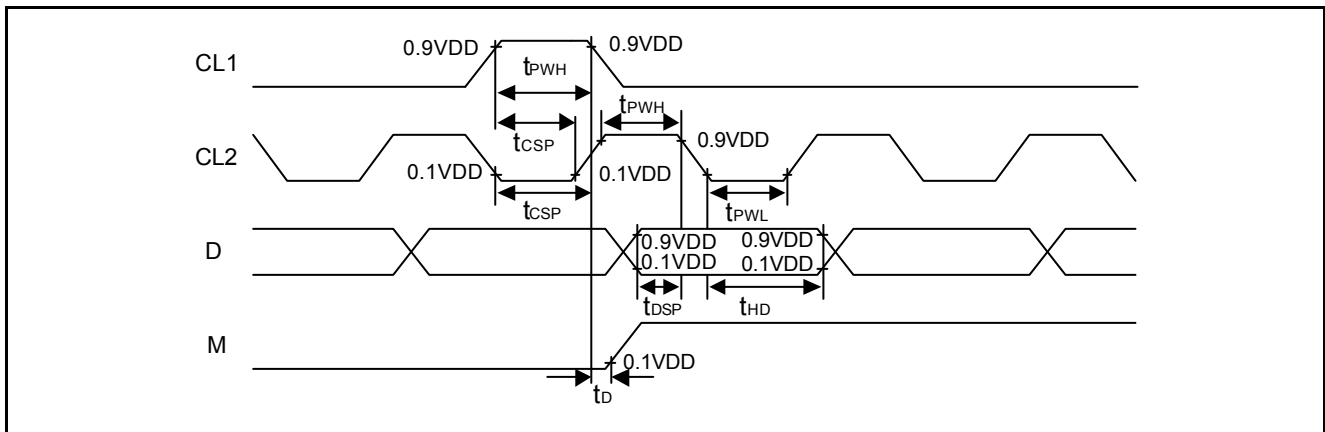 CL1
0.9VDD
0.9VDD
tPWH
tPWH
tCSP
CL2
0.1VDD
0.1VDD
0.9VDD
tCSP
tPWL
D
0.9VDD
0.9VDD
0.1VDD
0.1VDD
tDSP
tHD
M
0.1VDD
tD